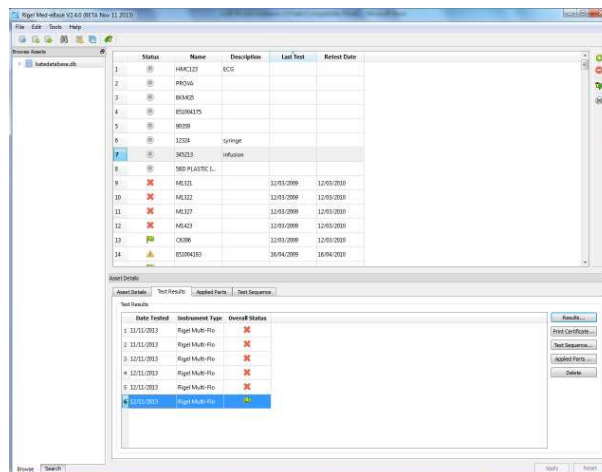 Rigel Med-eBase V2.4.0 (BETA Nov 11 2013)
File Edit Tools Help
Browse Assets
Status Name Description Last Test Retest Date
1 HMC123 ECG
2 PROVA
3
4 651004175
5 90259
6 12324 syringe
7 345213 infusion
8 5BD PLASTIC (...
9 M1321 12/03/2009 12/03/2010
10 M1322 12/03/2009 12/03/2010
11 M1327 12/03/2009 12/03/2010
12 M1423 12/03/2009 12/03/2010
13 C6386 12/03/2009 12/03/2010
14 851004183 16/04/2009 16/04/2010
Asset Details
Asset Details Test Results Applied Parts Test Sequence
Test Results
Date Tested Instrument Type Overall Status
1 11/11/2013 Rigel Multi-Flo
2 11/11/2013 Rigel Multi-Flo
3 12/11/2013 Rigel Multi-Flo
4 12/11/2013 Rigel Multi-Flo
5 12/11/2013 Rigel Multi-Flo
6 12/11/2013 Rigel Multi-Flo
Results...
Print Certificate...
Test Sequence...
Applied Parts ...
Delete
Browse Search
Apply Reset